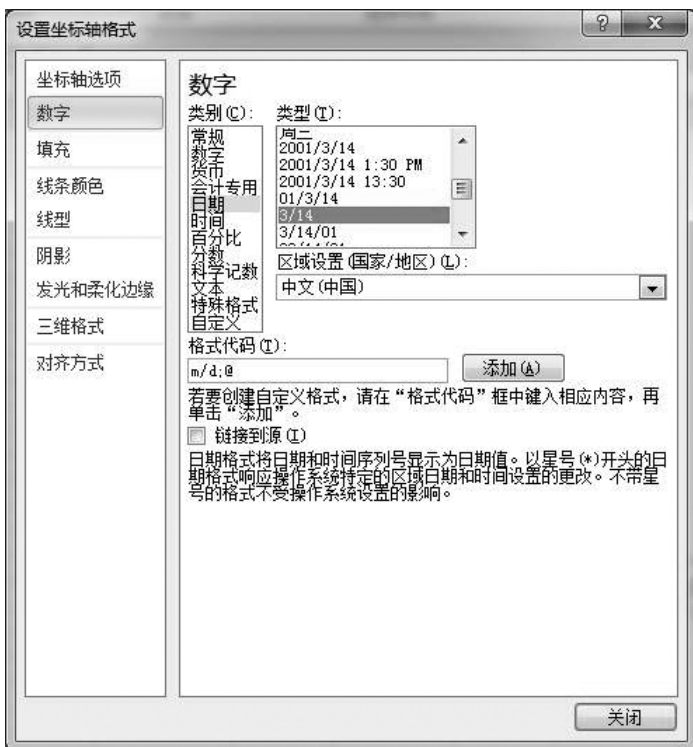 设置坐标轴格式
坐标轴选项
数字
填充
线条颜色
线型
阴影
发光和柔化边缘
三维格式
对齐方式
数字
类别(C):
常规
数字
货币
会计专用
日期
时间
百分比
分数
科学记数
文本
特殊格式
自定义
类型(T):
周三
2001/3/14
2001/3/14 1:30 PM
2001/3/14 13:30
01/3/14
3/14
3/14/01
区域设置(国家/地区)(L):
中文(中国)
格式代码(T):
m/d;@
添加(A)
若要创建自定义格式，请在“格式代码”框中键入相应内容，再
单击“添加”。
链接到源(I)
日期格式将日期和时间序列号显示为日期值。以星号(*)开头的日
期格式响应操作系统特定的区域日期和时间设置的更改。不带星
号的格式不受操作系统设置的影响。
关闭